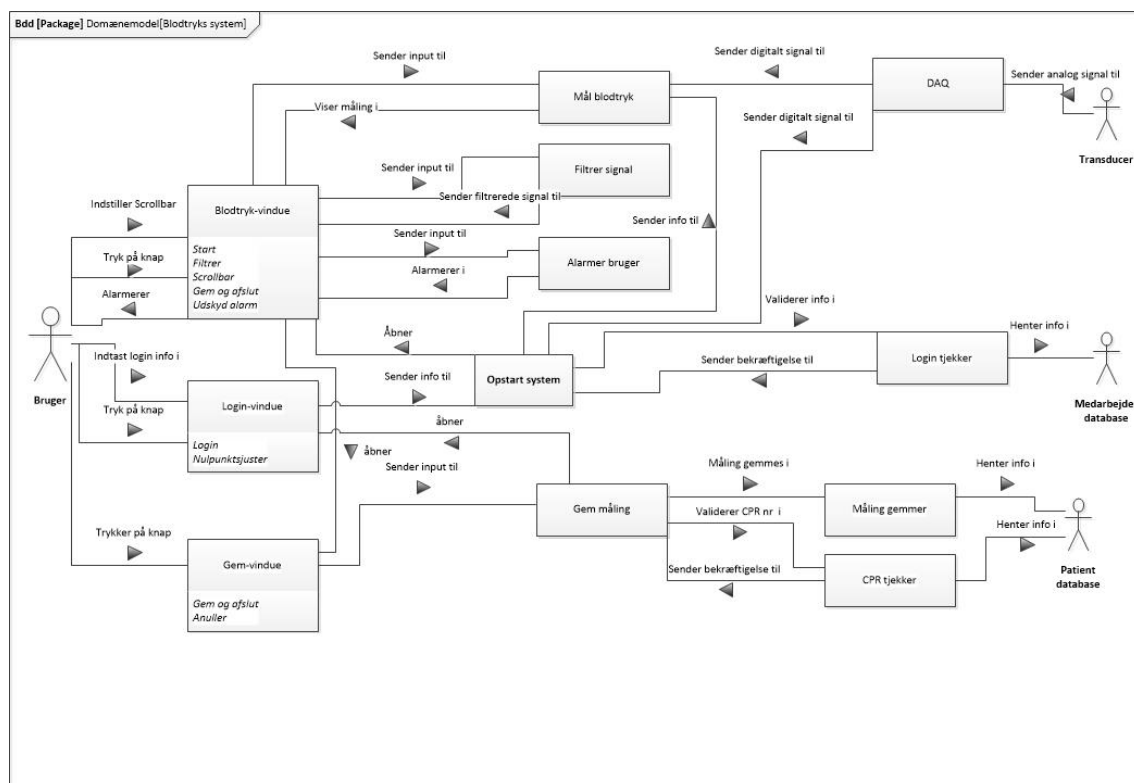 Bdd [Package] Domænemodel[Blodtryks system]
Sender input til
Sender digitalt signal til
Mål blodtryk
DAQ
Sender analog signal til
Viser måling i
Sender digitalt signal til
Transducer
Sender input til
Filtrer signal
Indstiller Scrollbar
Blodtryk-vindue
Sender filtrerede signal til
Sender info til
Start
Filtrer
Scrollbar
Gem og afslut
Udskyd alarm
Sender input til
Tryk på knap
Alarmerer i
Alarmer bruger
Alarmerer
Validerer info i
Åbner
Henter info i
Indtast login info i
Sender info til
Opstart system
Sender bekræftigelse til
Login tjekker
Bruger
Login-vindue
Medarbejde
database
Tryk på knap
åbner
Login
Nulpunktsjuster
åbner
Sender input til
Måling gemmes i
Henter info i
Gem måling
Måling gemmer
Validerer CPR nr i
Henter info i
Trykker på knap
Gem-vindue
Sender bekræftigelse til
CPR tjekker
Patient
database
Gem og afslut
Anuller